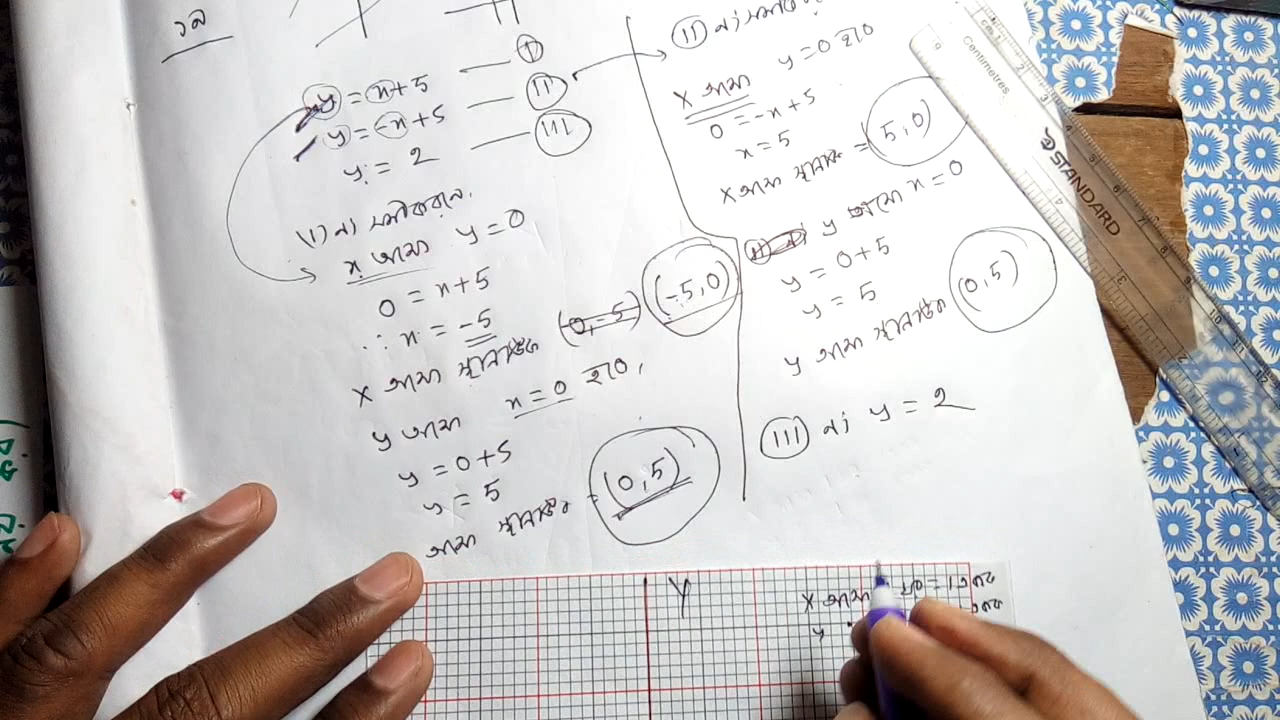 y = x+5 — (I)
y = -x+5 — (II)
y = 2 — (III)
(I) নং সমীকরণে,
x অক্ষে y = 0
0 = x+5
∴ x = -5
x অক্ষে স্থানাঙ্ক (0,-5) (-5,0)
y অক্ষে x = 0 হলে,
y = 0+5
y = 5
অক্ষে স্থানাঙ্ক = (0,5)
(II) নং
x অক্ষে y = 0 হলে
0 = -x+5
x = 5
x অক্ষে স্থানাঙ্ক = (5,0)
y অক্ষে x = 0
y = 0+5
y = 5
y অক্ষে স্থানাঙ্ক (0,5)
(III) নং y = 2
Y
x অক্ষে
y
Centimetres
STANDARD